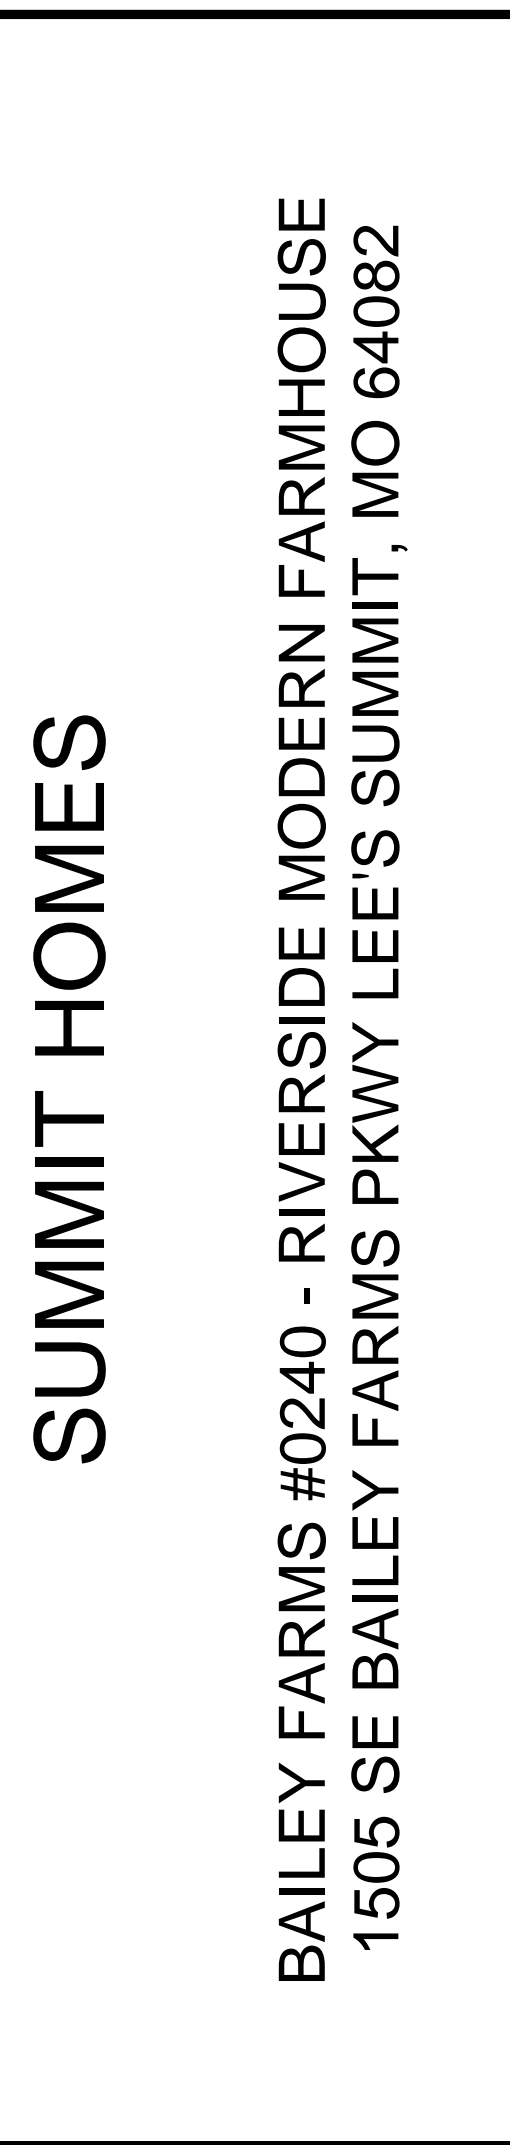 SUMMIT HOMES
BAILEY FARMS #0240 - RIVERSIDE MODERN FARMHOUSE
1505 SE BAILEY FARMS PKWY LEE'S SUMMIT, MO 64082